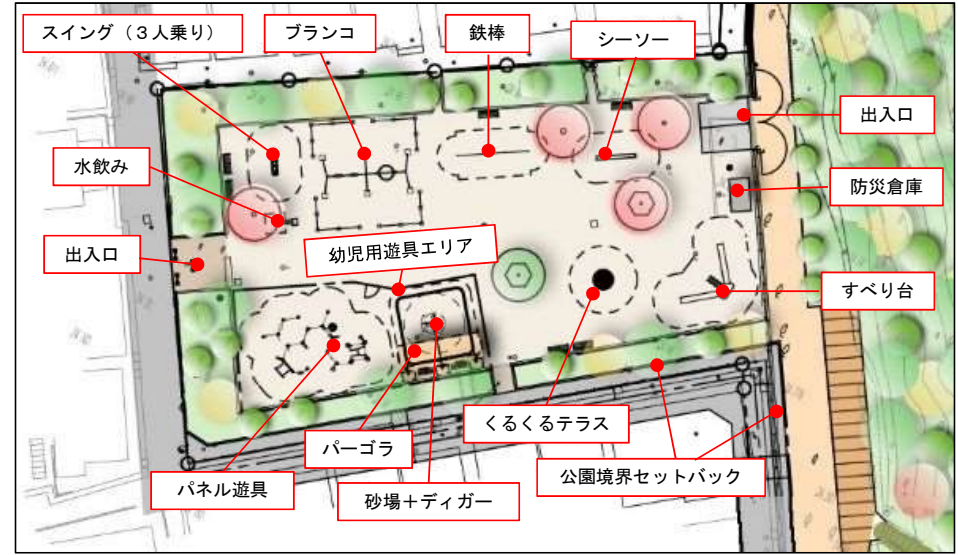 スイング（３人乗り）
ブランコ
鉄棒
シーソー
出入口
水飲み
防災倉庫
出入口
幼児用遊具エリア
すべり台
くるくるテラス
パーゴラ
公園境界セットバック
パネル遊具
砂場＋ディガー